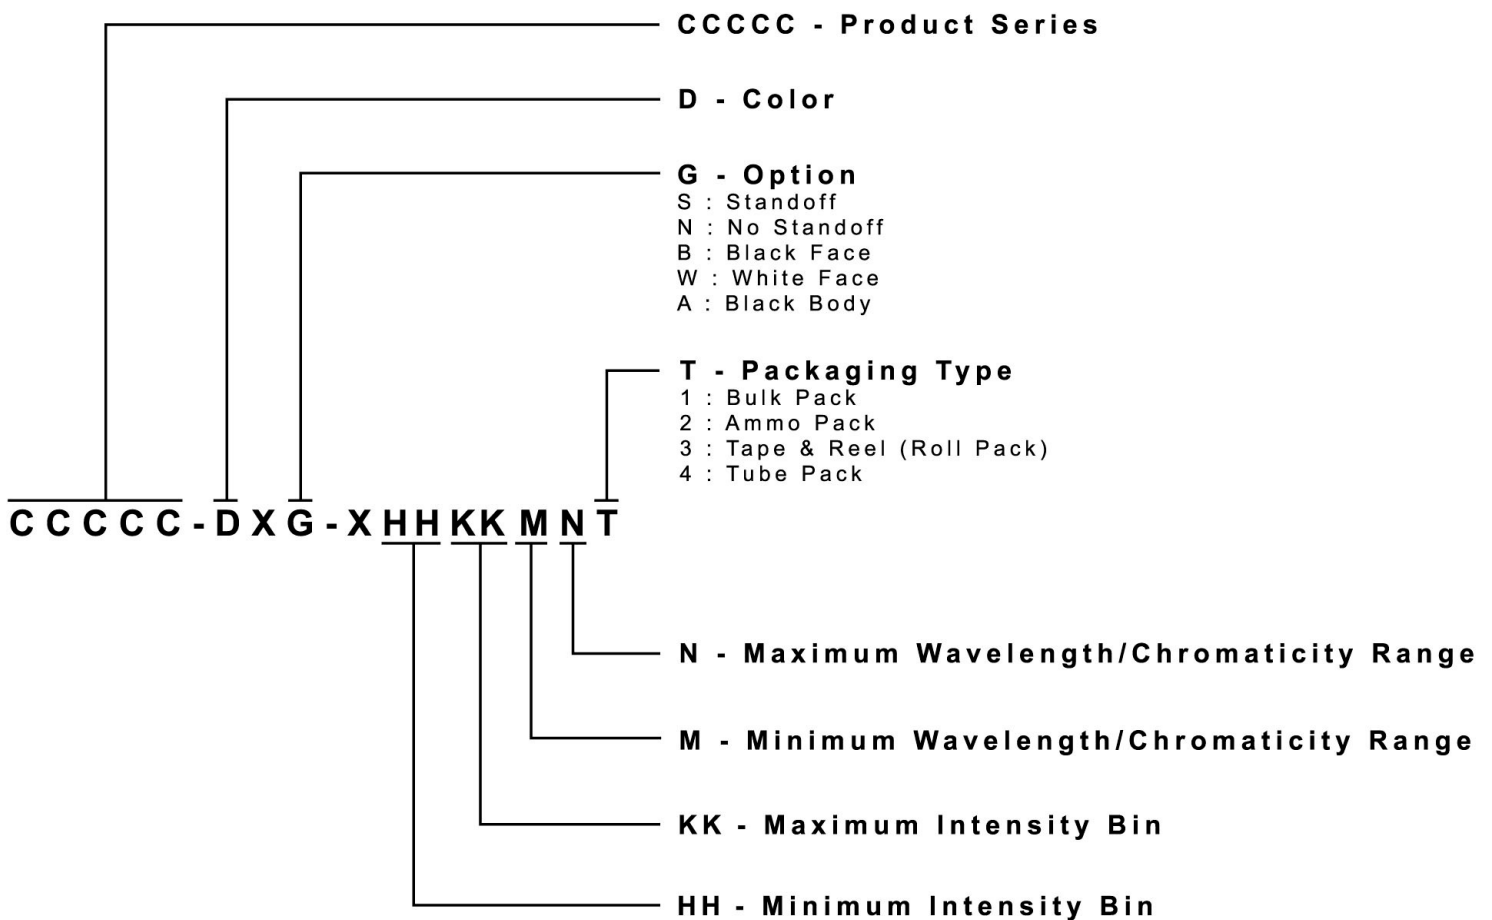 CCCCC - Product Series
D - Color
G - Option
S : Standoff
N : No Standoff
B : Black Face
W : White Face
A : Black Body
T - Packaging Type
1 : Bulk Pack
2 : Ammo Pack
3 : Tape & Reel (Roll Pack)
4 : Tube Pack
CCCCC-DXG-XHHKKMNT
N - Maximum Wavelength/Chromaticity Range
M - Minimum Wavelength/Chromaticity Range
KK - Maximum Intensity Bin
HH - Minimum Intensity Bin